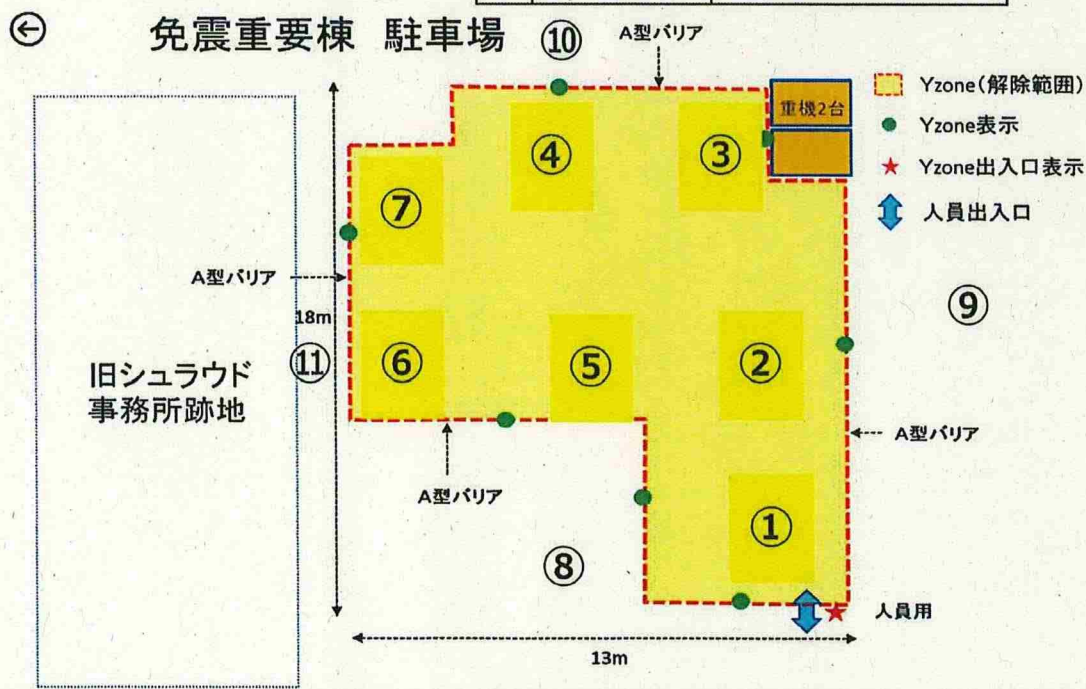 免震重要棟 駐車場
⑩
A型バリア
重機2台
Yzone(解除範囲)
Yzone表示
Yzone出入口表示
人員出入口
④
③
⑦
A型バリア
18m
⑨
旧シュラウド
事務所跡地
⑪
⑥
⑤
②
A型バリア
A型バリア
①
⑧
人員用
13m